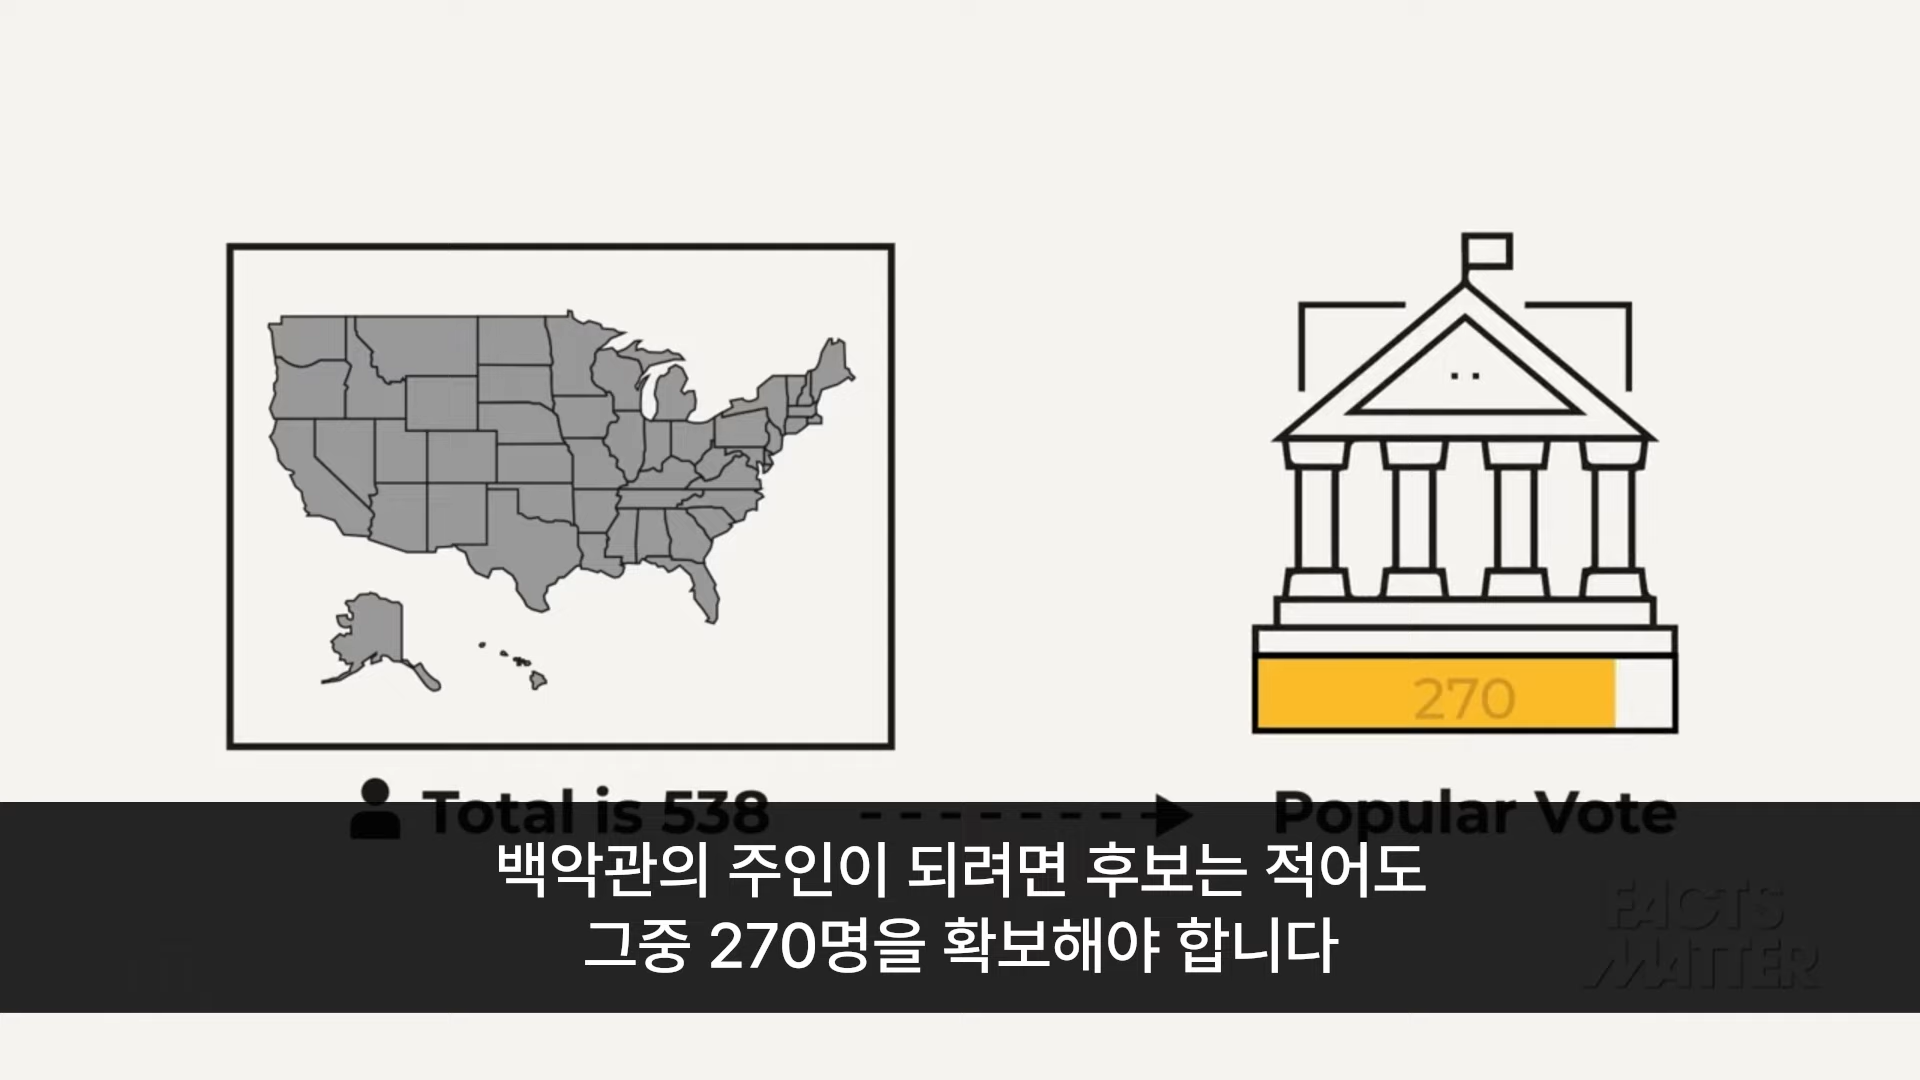 270
Total is 538
Popular Vote
백악관의 주인이 되려면 후보는 적어도
그중 270명을 확보해야 합니다
FACTS
MATTER